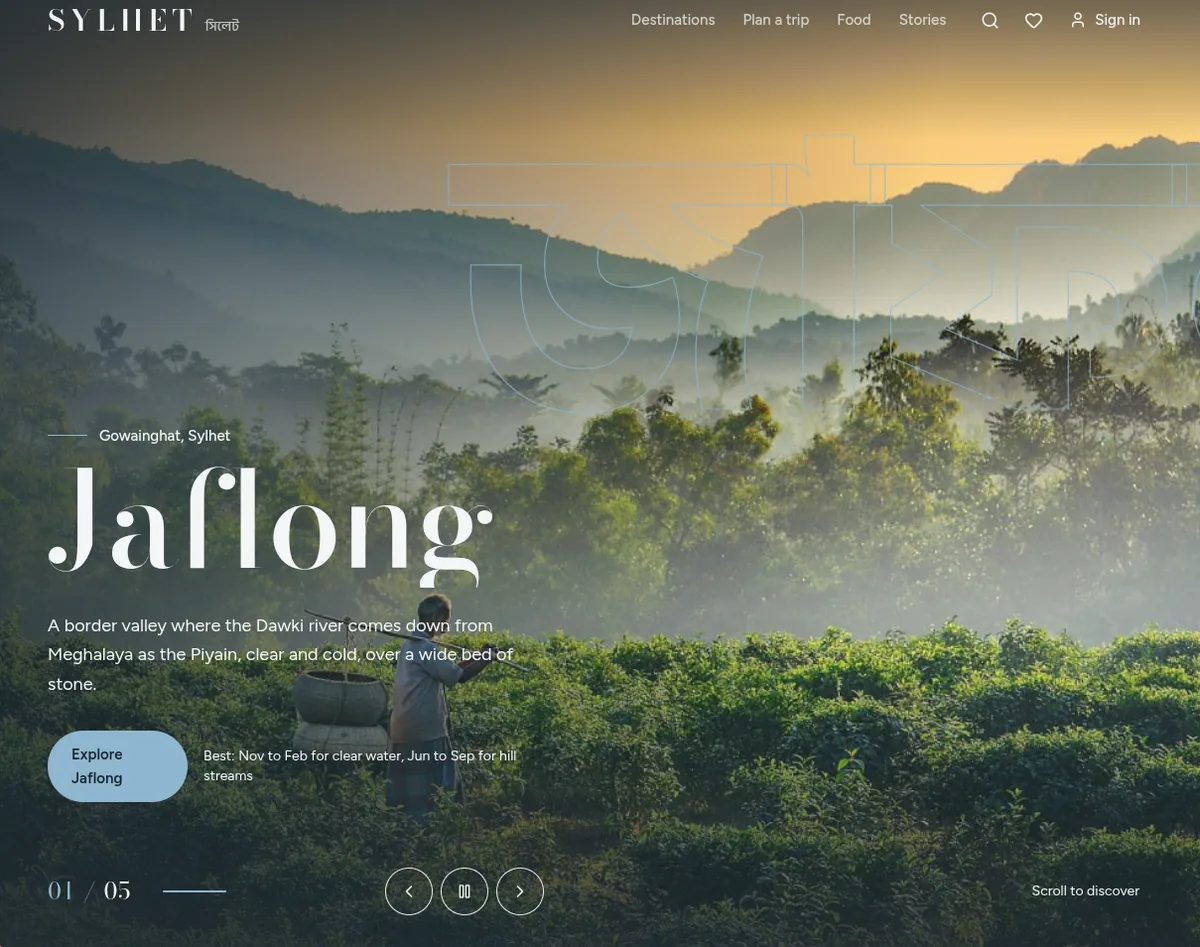 SYLHET সিলেট
Destinations Plan a trip Food Stories Sign in
Gowainghat, Sylhet
Jaflong
A border valley where the Dawki river comes down from
Meghalaya as the Piyain, clear and cold, over a wide bed of
stone.
Explore
Jaflong
Best: Nov to Feb for clear water, Jun to Sep for hill
streams
01 / 05
Scroll to discover